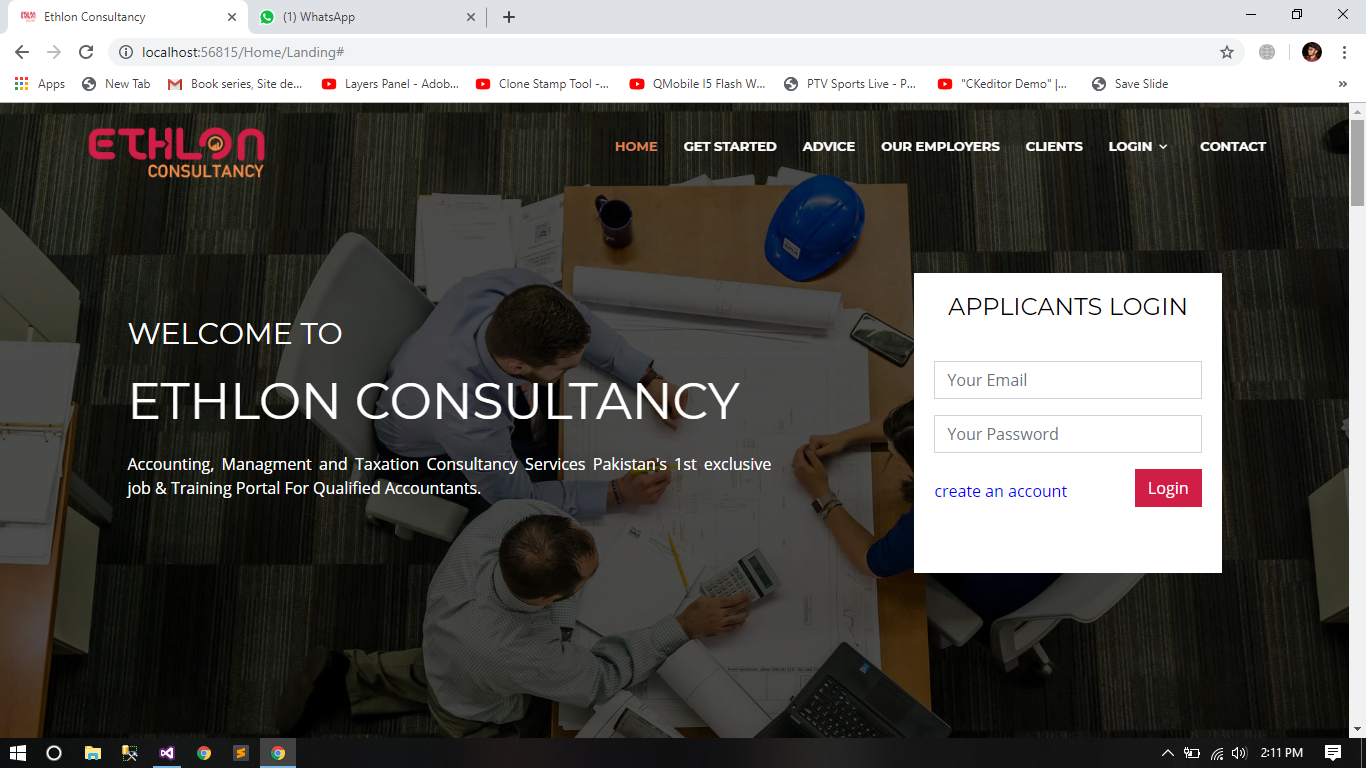 Ethlon Consultancy
(1) WhatsApp
localhost:56815/Home/Landing#
Apps
New Tab
Book series, Site de...
Layers Panel - Adob...
Clone Stamp Tool -...
QMobile I5 Flash W...
PTV Sports Live - P...
"CKeditor Demo" |...
Save Slide
»
ETHLON
CONSULTANCY
HOME
GET STARTED
ADVICE
OUR EMPLOYERS
CLIENTS
LOGIN
CONTACT
WELCOME TO
ETHLON CONSULTANCY
Accounting, Managment and Taxation Consultancy Services Pakistan's 1st exclusive
job & Training Portal For Qualified Accountants.
APPLICANTS LOGIN
Your Email
Your Password
create an account
Login
2:11 PM